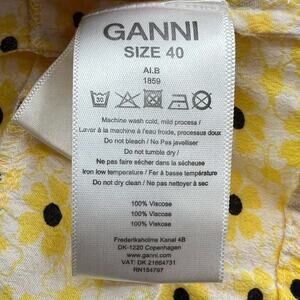 GANNI
SIZE 40
AI.B
1859
30
Machine wash cold, mild process /
Laver à la machine à l'eau froide, processus doux
Do not bleach / Ne Pas javelliser
Do not tumble dry /
Ne pas faire sécher dans la sécheuse
Iron low temperature / Fer à basse température
Do not dry clean / Ne pas nettoyer à sec
100% Viscose
100% Viskose
100% Viscose
Frederiksholms Kanal 4B
DK-1220 Copenhagen
www.ganni.com
VAT: DK 21664731
RN154797